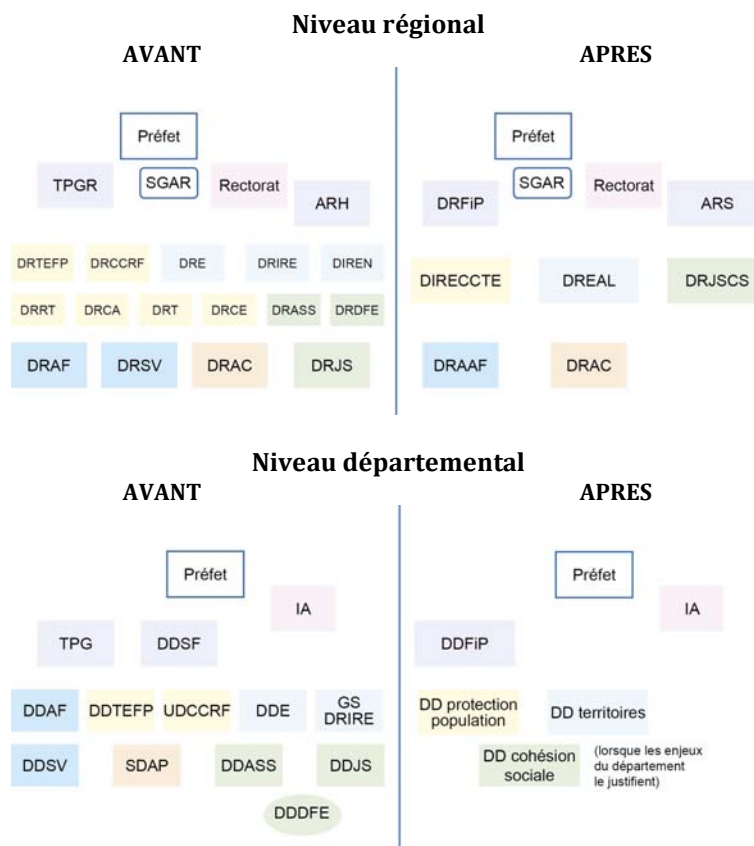 Niveau régional
AVANT APRES
Préfet
TPGR SGAR Rectorat
ARH
DRTEFP DRCCRF DRE DRIRE DIREN
DRRT DRCA DRT DRCE DRASS DRDFE
DRAF DRSV DRAC DRJS
Préfet
DRFiP SGAR Rectorat
ARS
DIRECCTE DREAL DRJSCS
DRAAF DRAC
Niveau départemental
AVANT APRES
Préfet
IA
TPG DDSF
DDAF DDTEFP UDCCRF DDE GS
DRIRE
DDSV SDAP DDASS DDJS
DDDFE
Préfet
IA
DDFiP
DD protection
population
DD territoires
DD cohésion
sociale
(lorsque les enjeux
du département
le justifient)